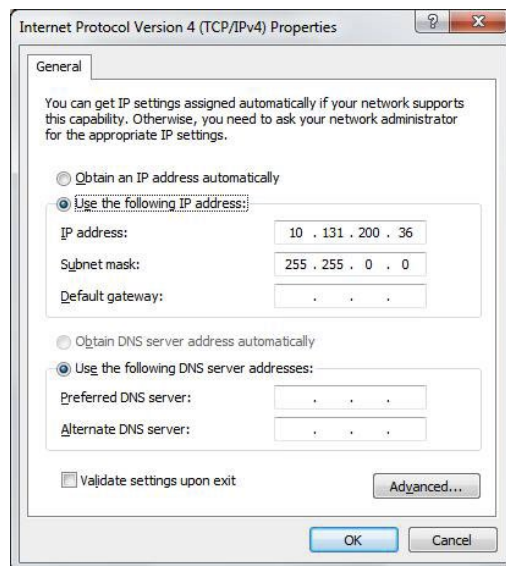 Internet Protocol Version 4 (TCP/IPv4) Properties
General
You can get IP settings assigned automatically if your network supports
this capability. Otherwise, you need to ask your network administrator
for the appropriate IP settings.
Obtain an IP address automatically
Use the following IP address:
IP address: 10 . 131 . 200 . 36
Subnet mask: 255 . 255 . 0 . 0
Default gateway: . . .
Obtain DNS server address automatically
Use the following DNS server addresses:
Preferred DNS server: . . .
Alternate DNS server: . . .
Validate settings upon exit
Advanced...
OK Cancel